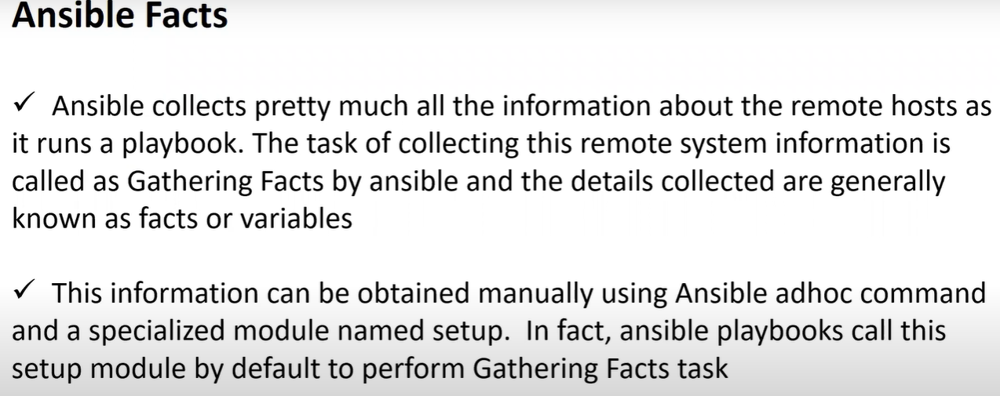 Ansible Facts
✓ Ansible collects pretty much all the information about the remote hosts as
it runs a playbook. The task of collecting this remote system information is
called as Gathering Facts by ansible and the details collected are generally
known as facts or variables
✓ This information can be obtained manually using Ansible adhoc command
and a specialized module named setup.  In fact, ansible playbooks call this
setup module by default to perform Gathering Facts task